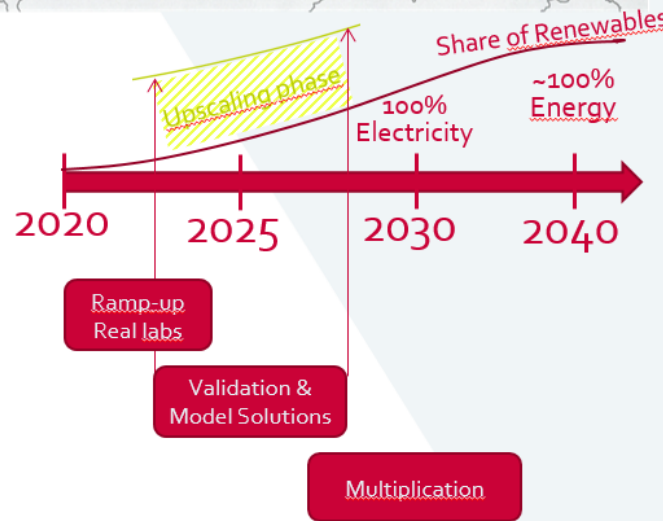 Share of Renewables
Upscaling phase
100%
Electricity
~100%
Energy
2020
2025
2030
2040
Ramp-up
Real labs
Validation &
Model Solutions
Multiplication